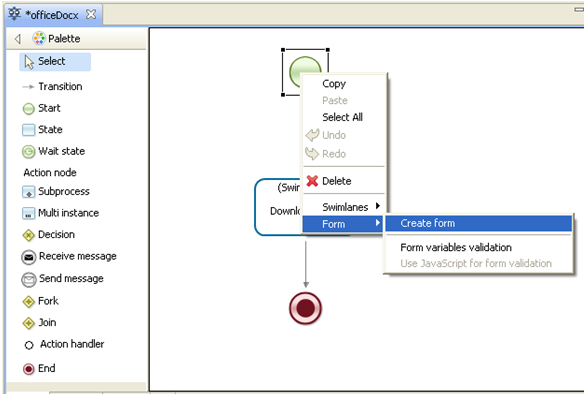 *officeDocx
Palette
Select
Transition
Start
State
Wait state
Action node
Subprocess
Multi instance
Decision
Receive message
Send message
Fork
Join
Action handler
End
Copy
Paste
Select All
Undo
Redo
Delete
Swimlanes
Form
Create form
Form variables validation
Use JavaScript for form validation